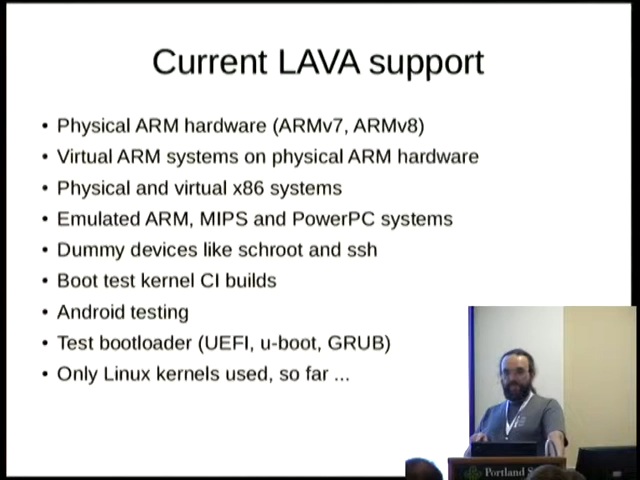 Current LAVA support
• Physical ARM hardware (ARMv7, ARMv8)
• Virtual ARM systems on physical ARM hardware
• Physical and virtual x86 systems
• Emulated ARM, MIPS and PowerPC systems
• Dummy devices like schroot and ssh
• Boot test kernel CI builds
• Android testing
• Test bootloader (UEFI, u-boot, GRUB)
• Only Linux kernels used, so far ...
Portland